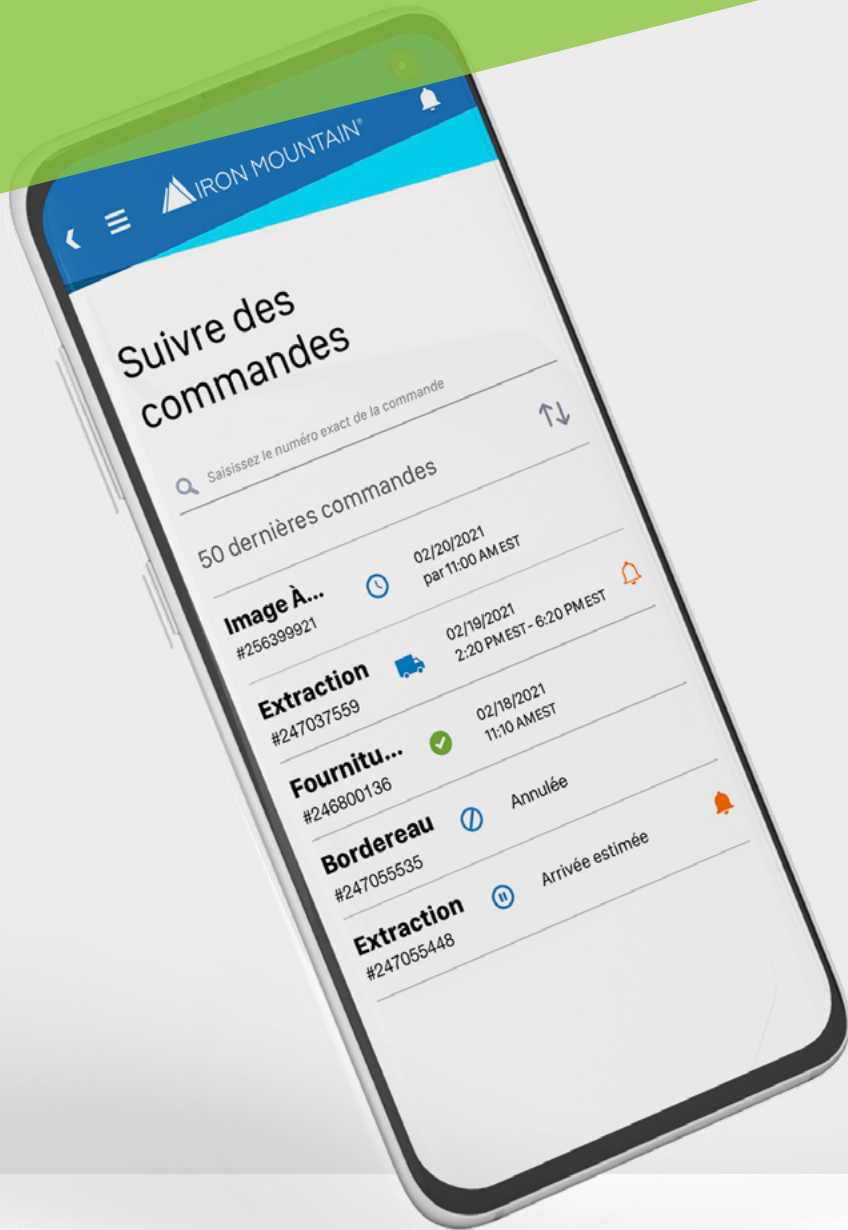 IRON MOUNTAIN®
Suivre des
commandes
Saisissez le numéro exact de la commande
50 dernières commandes
Image À...
#256399921
02/20/2021
par 11:00 AM EST
Extraction
#247037559
02/19/2021
2:20 PM EST- 6:20 PM EST
Fournitu...
#246800136
02/18/2021
11:10 AMEST
Bordereau
#247055535
Annulée
Extraction
#247055448
Arrivée estimée